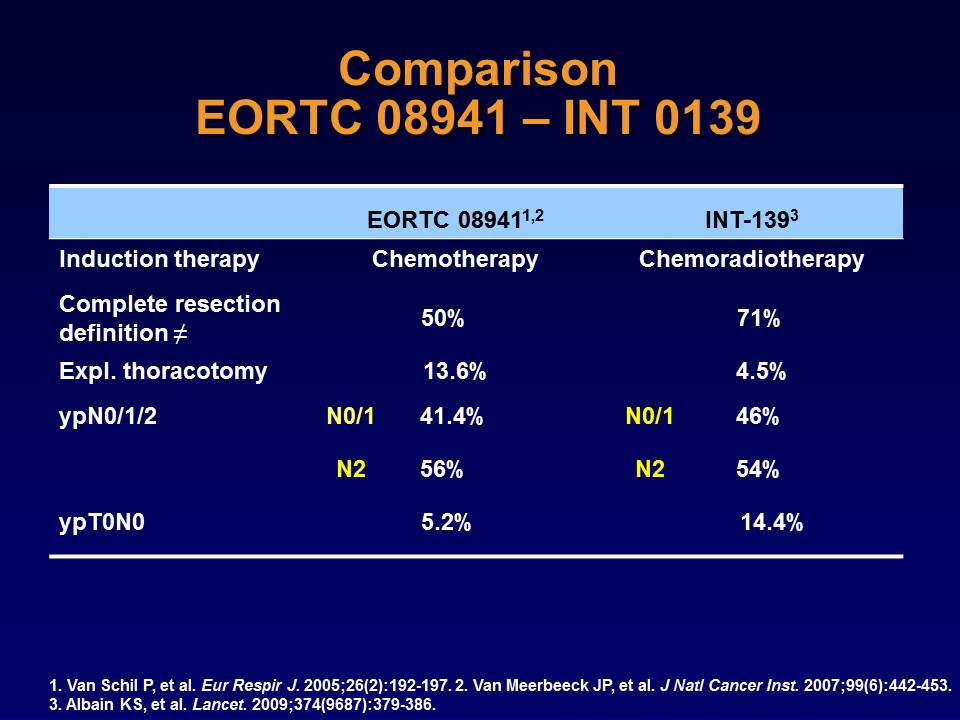 Comparison
EORTC 08941 – INT 0139
EORTC 08941¹,² INT-139³
Induction therapy Chemotherapy Chemoradiotherapy
Complete resection
definition ≠ 50% 71%
Expl. thoracotomy 13.6% 4.5%
ypN0/1/2 N0/1 41.4% N0/1 46%
N2 56% N2 54%
ypT0N0 5.2% 14.4%
1. Van Schil P, et al. Eur Respir J. 2005;26(2):192-197. 2. Van Meerbeeck JP, et al. J Natl Cancer Inst. 2007;99(6):442-453.
3. Albain KS, et al. Lancet. 2009;374(9687):379-386.